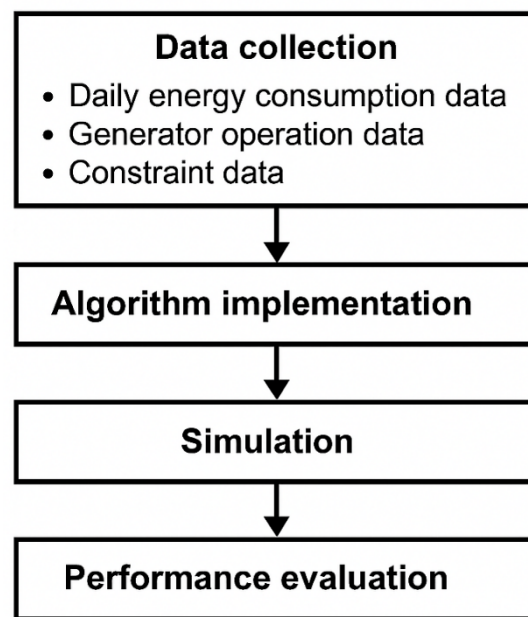 Data collection
• Daily energy consumption data
• Generator operation data
• Constraint data
Algorithm implementation
Simulation
Performance evaluation